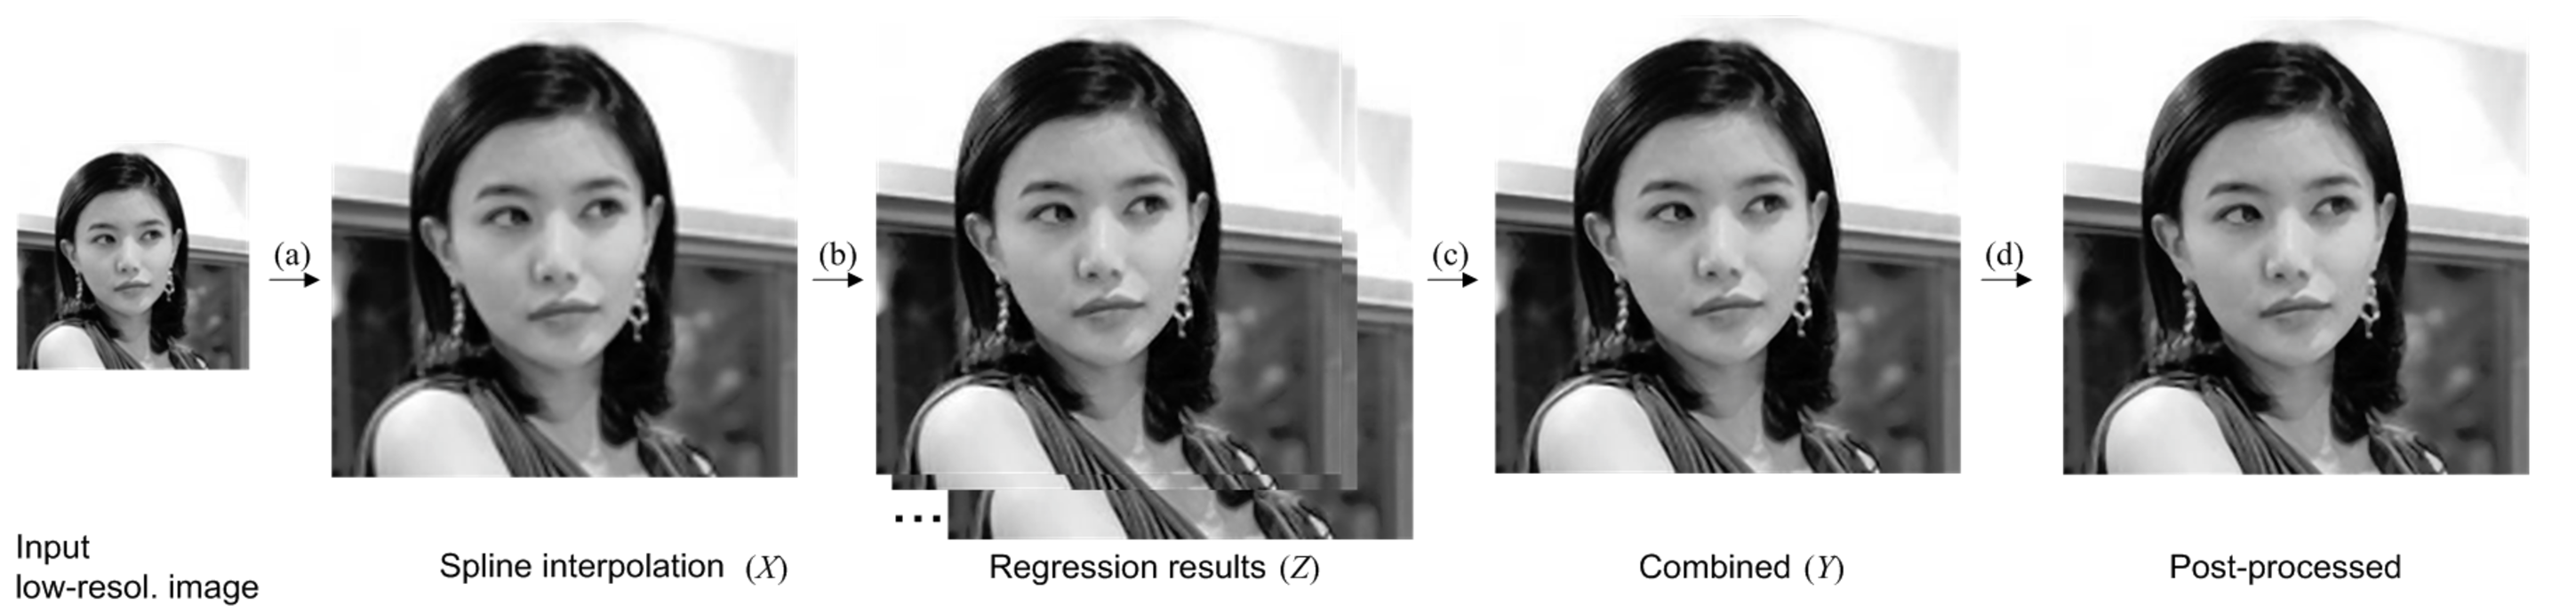 (a)
(b)
(c)
(d)
...
Input
low-resol. image
Spline interpolation (X)
Regression results (Z)
Combined (Y)
Post-processed